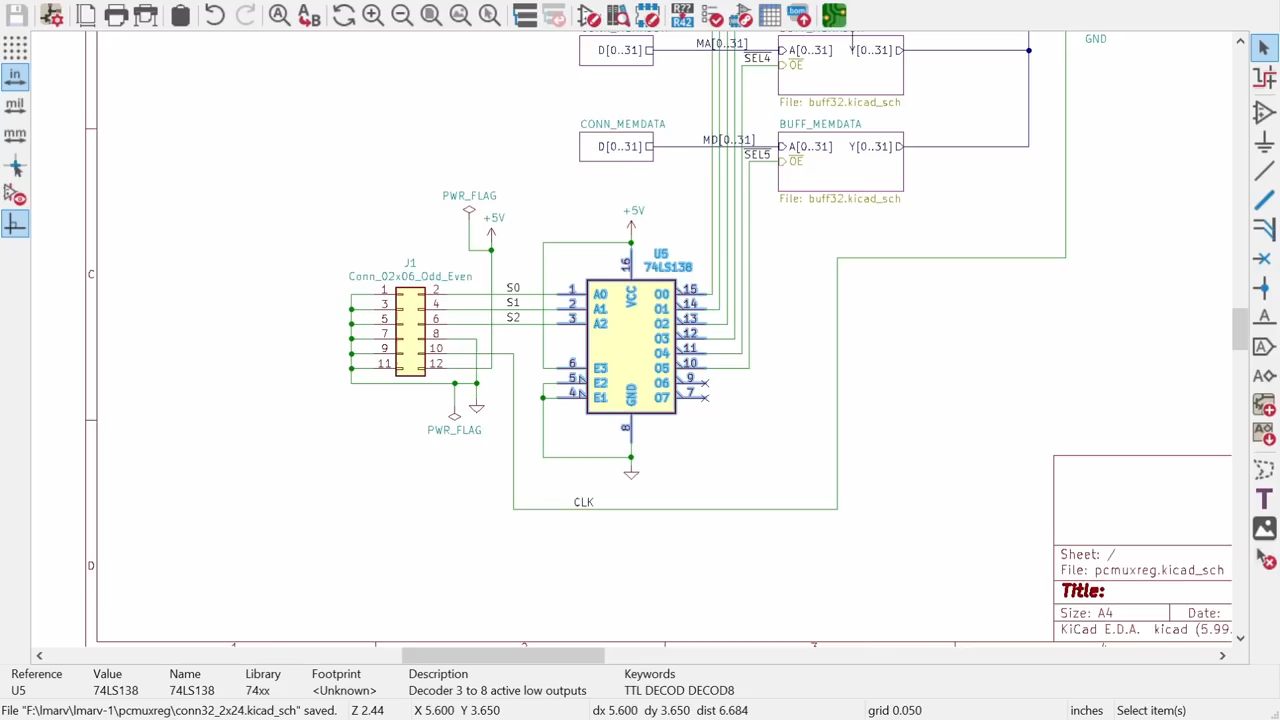 in
mil
mm
GND
D[0..31]
MA[0..31]
A[0..31]
Y[0..31]
SEL4
OE
File: buff32.kicad_sch
CONN_MEMDATA
BUFF_MEMDATA
D[0..31]
MD[0..31]
A[0..31]
Y[0..31]
SEL5
OE
File: buff32.kicad_sch
PWR_FLAG
+5V
+5V
J1
Conn_02x06_Odd_Even
U5
74LS138
16
VCC
1 2 S0 1 A0 O0 15
3 4 S1 2 A1 O1 14
5 6 S2 3 A2 O2 13
7 8 O3 12
9 10 O4 11
11 12 6 E3 O5 10
5 E2 O6 9
4 E1 GND O7 7
8
PWR_FLAG
CLK
C
D
Sheet: /
File: pcmuxreg.kicad_sch
Title:
Size: A4 Date:
KiCad E.D.A. kicad (5.99.
Reference Value Name Library Footprint Description Keywords
U5 74LS138 74LS138 74xx <Unknown> Decoder 3 to 8 active low outputs TTL DECOD DECOD8
File "F:\lmarv\lmarv-1\pcmuxreg\conn32_2x24.kicad_sch" saved. Z 2.44 X 5.600 Y 3.650 dx 5.600 dy 3.650 dist 6.684 grid 0.050 inches Select item(s)